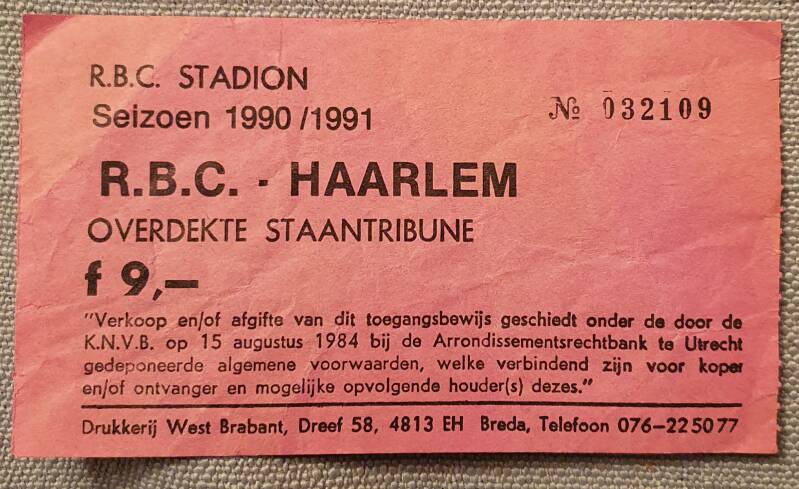 R.B.C. STADION
Seizoen 1990/1991
№ 032109
R.B.C. - HAARLEM
OVERDEKTE STAANTRIBUNE
f 9,—
"Verkoop en/of afgifte van dit toegangsbewijs geschiedt onder de door de
K.N.V.B. op 15 augustus 1984 bij de Arrondissementsrechtbank te Utrecht
gedeponeerde algemene voorwaarden, welke verbindend zijn voor koper
en/of ontvanger en mogelijke opvolgende houder(s) dezes."
Drukkerij West Brabant, Dreef 58, 4813 EH Breda, Telefoon 076-225077